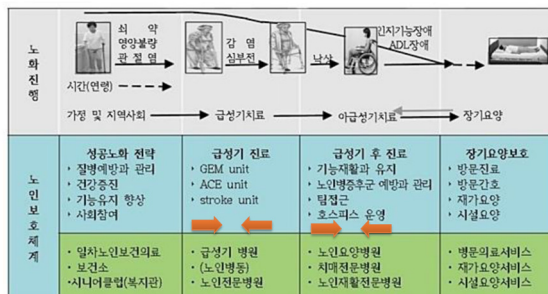 노화진행
쇠 약
영양불량
관 절 염
감 염
심부전
낙상
인지기능장애
ADL장애
시간(연령)
가정 및 지역사회
급성기치료
아급성기치료
장기요양
노인보호체계
성공노화 전략
질병예방과 관리
건강증진
기능유지 향상
사회참여
급성기 진료
GEM unit
ACE unit
stroke unit
급성기 후 진료
기능재활과 유지
노인병증후군 예방과 관리
팀접근
호스피스 운영
장기요양보호
방문진료
방문간호
재가요양
시설요양
일차노인보건의료
보건소
시니어클럽(복지관)
급성기 병원
(노인병동)
노인전문병원
노인요양병원
치매전문병원
노인재활전문병원
병문의료서비스
재가요양서비스
시설요양서비스